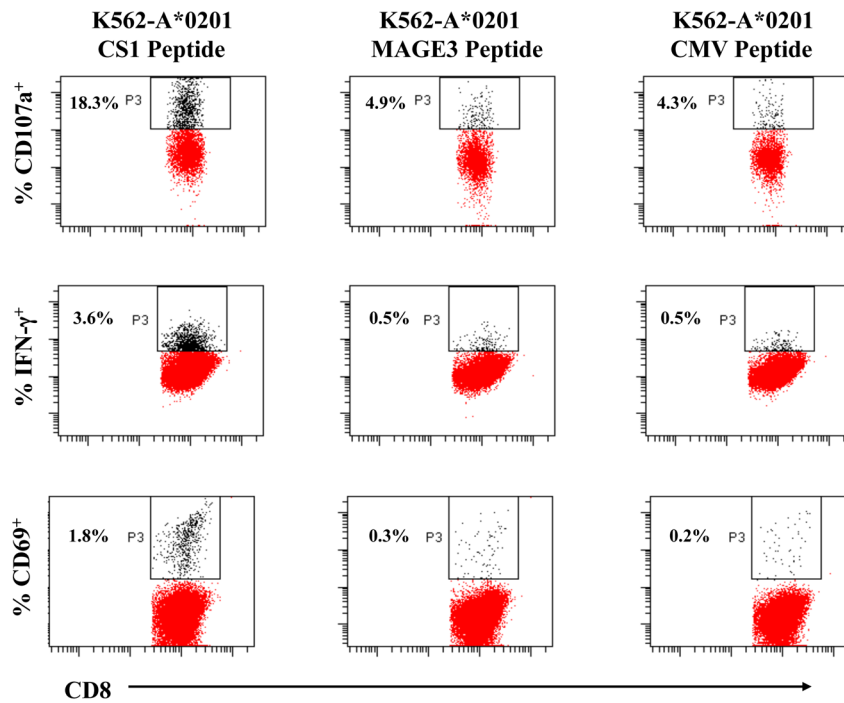 K562-A*0201
CS1 Peptide
K562-A*0201
MAGE3 Peptide
K562-A*0201
CMV Peptide
% CD107a+
18.3% P3
4.9% P3
4.3% P3
% IFN-γ+
3.6% P3
0.5% P3
0.5% P3
% CD69+
1.8% P3
0.3% P3
0.2% P3
CD8